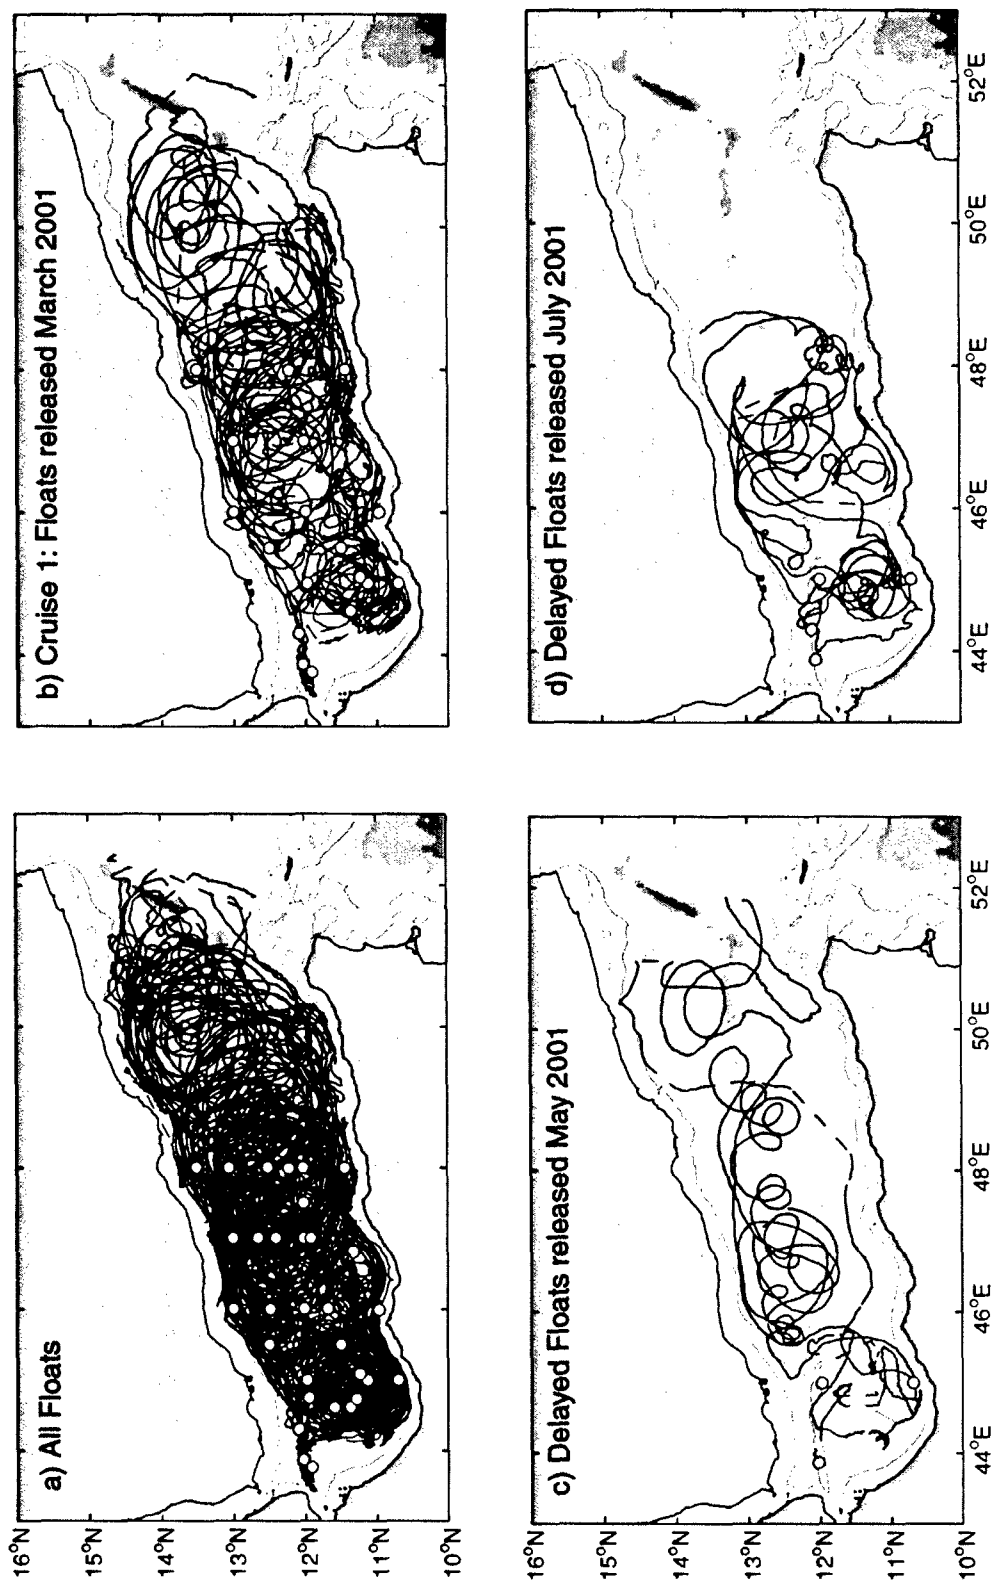 a) All Floats
16°N
15°N
14°N
13°N
12°N
11°N
10°N
b) Cruise 1: Floats released March 2001
c) Delayed Floats released May 2001
16°N
15°N
14°N
13°N
12°N
11°N
10°N
44°E
46°E
48°E
50°E
52°E
d) Delayed Floats released July 2001
44°E
46°E
48°E
50°E
52°E